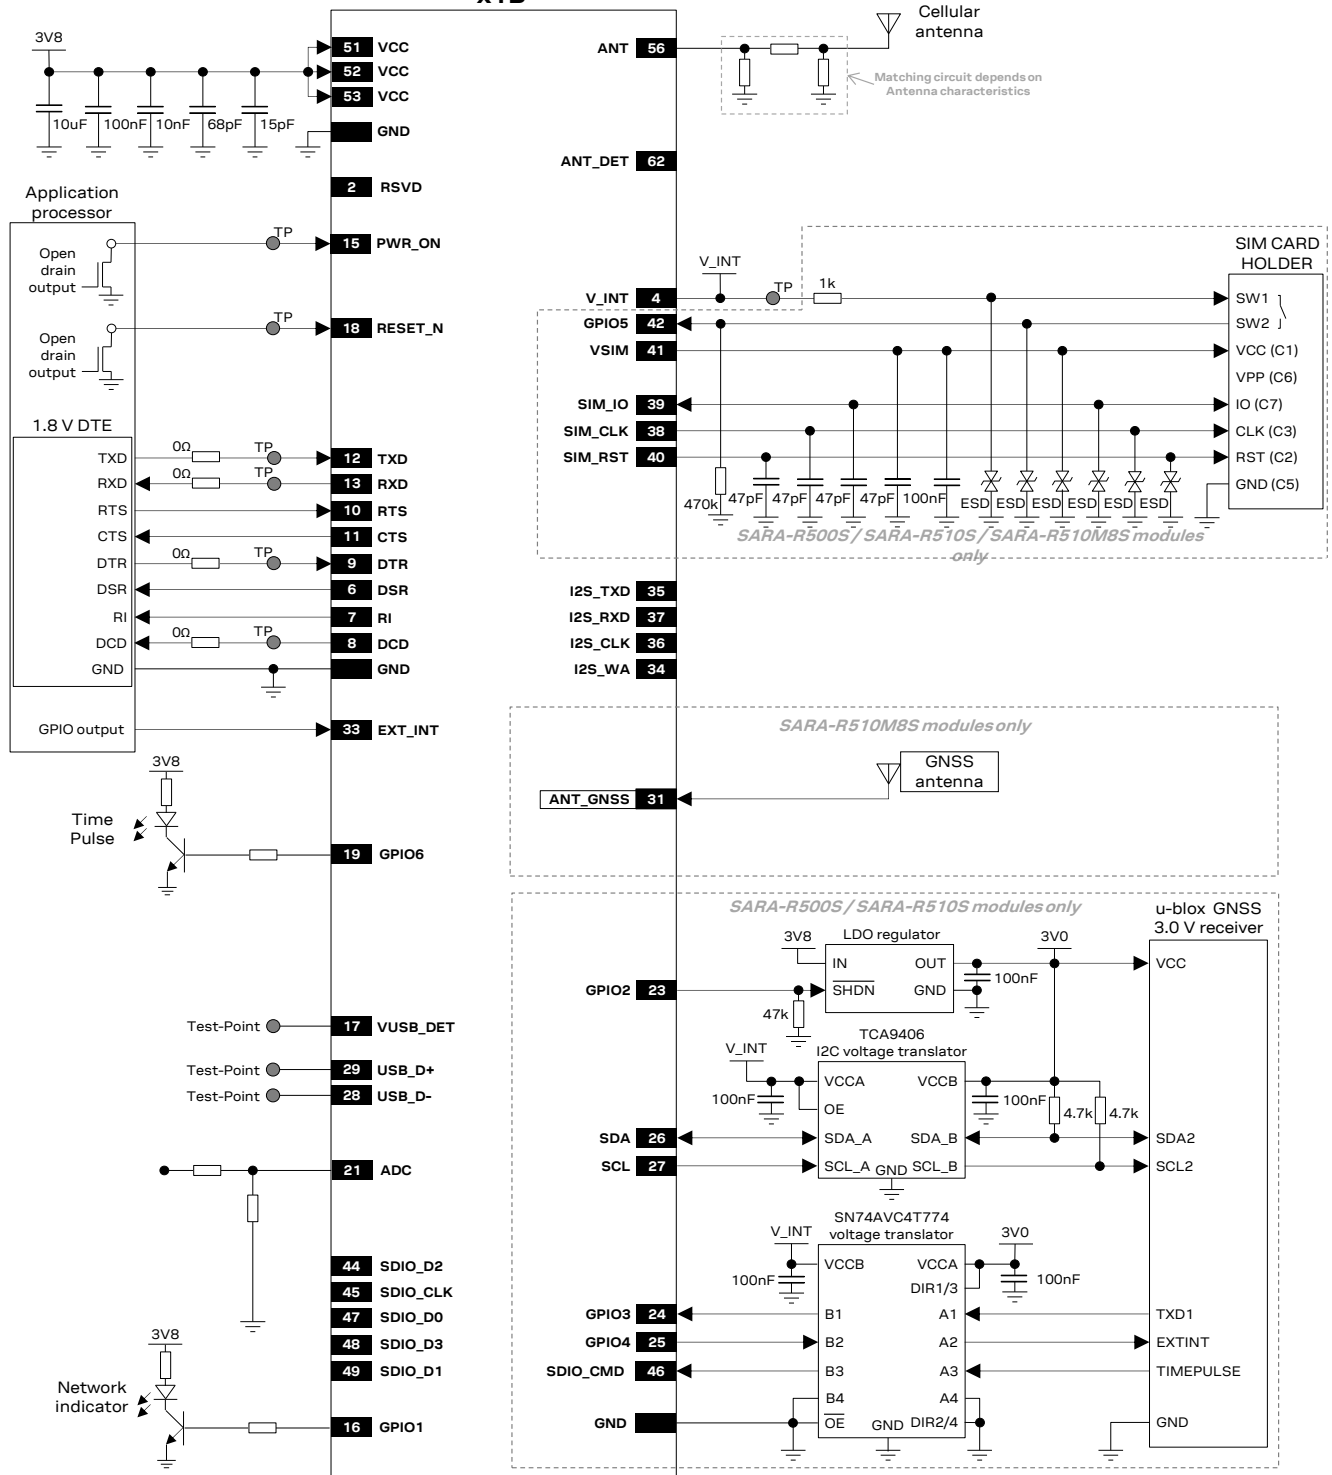 3V8
10uF
100nF
10nF
68pF
15pF
51 VCC
52 VCC
53 VCC
GND
2 RSVD
Application
processor
Open
drain
output
TP
15 PWR_ON
Open
drain
output
TP
18 RESET_N
1.8 V DTE
TXD 0Ω TP 12 TXD
RXD 0Ω TP 13 RXD
RTS 10 RTS
CTS 11 CTS
DTR 0Ω TP 9 DTR
DSR 6 DSR
RI 7 RI
DCD 0Ω TP 8 DCD
GND GND
GPIO output 33 EXT_INT
3V8
Time
Pulse
19 GPIO6
Test-Point 17 VUSB_DET
Test-Point 29 USB_D+
Test-Point 28 USB_D-
21 ADC
44 SDIO_D2
45 SDIO_CLK
47 SDIO_D0
48 SDIO_D3
49 SDIO_D1
3V8
Network
indicator
16 GPIO1
ANT 56
Cellular
antenna
Matching circuit depends on
Antenna characteristics
ANT_DET 62
V_INT
V_INT 4
TP
1k
GPIO5 42
VSIM 41
SIM_IO 39
SIM_CLK 38
SIM_RST 40
SIM CARD
HOLDER
SW1
SW2
VCC (C1)
VPP (C6)
IO (C7)
CLK (C3)
RST (C2)
GND (C5)
470k
47pF
47pF
47pF
47pF
100nF
ESD
ESD
ESD
ESD
ESD
ESD
SARA-R500S / SARA-R510S / SARA-R510M8S modules
only
I2S_TXD 35
I2S_RXD 37
I2S_CLK 36
I2S_WA 34
SARA-R510M8S modules only
ANT_GNSS 31
GNSS
antenna
SARA-R500S / SARA-R510S modules only
u-blox GNSS
3.0 V receiver
3V8
LDO regulator
3V0
IN OUT
100nF
VCC
GPIO2 23
SHDN GND
47k
TCA9406
I2C voltage translator
V_INT
VCCA VCCB
100nF
OE
100nF
4.7k
4.7k
SDA 26
SDA_A SDA_B
SDA2
SCL 27
SCL_A GND SCL_B
SCL2
SN74AVC4T774
voltage translator
V_INT
3V0
VCCB VCCA
100nF
DIR1/3
100nF
GPIO3 24
B1 A1
TXD1
GPIO4 25
B2 A2
EXTINT
SDIO_CMD 46
B3 A3
TIMEPULSE
B4 A4
GND
OE GND DIR2/4
GND